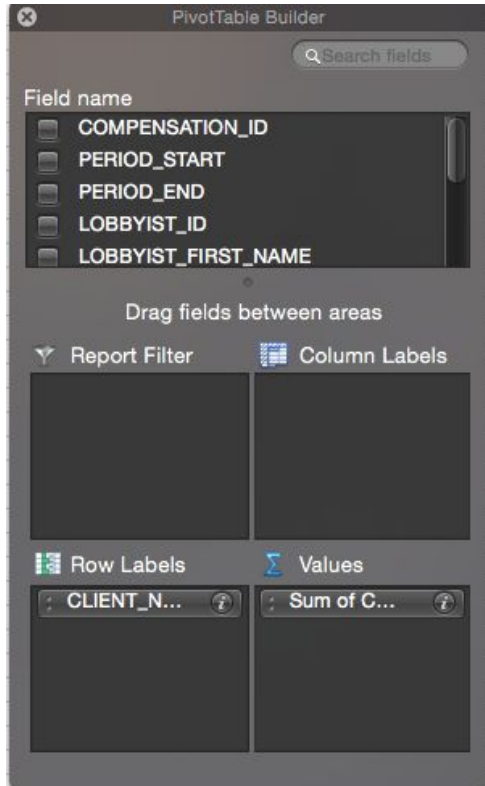 PivotTable Builder
Search fields
Field name
COMPENSATION_ID
PERIOD_START
PERIOD_END
LOBBYIST_ID
LOBBYIST_FIRST_NAME
Drag fields between areas
Report Filter
Column Labels
Row Labels
Values
CLIENT_N...
Sum of C...